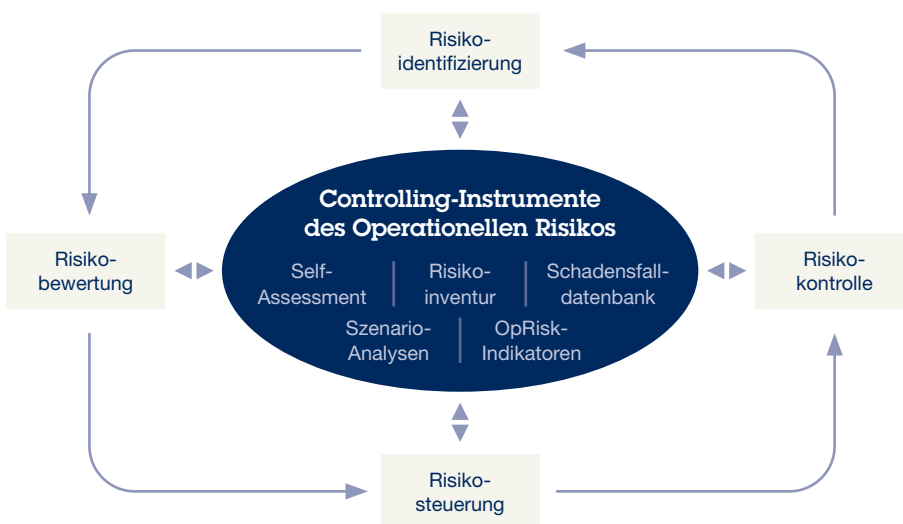 Risiko-
identifizierung
Controlling-Instrumente
des Operationellen Risikos
Risiko-
bewertung
Self-
Assessment
Risiko-
inventur
Schadensfall-
datenbank
Risiko-
kontrolle
Szenario-
Analysen
OpRisk-
Indikatoren
Risiko-
steuerung